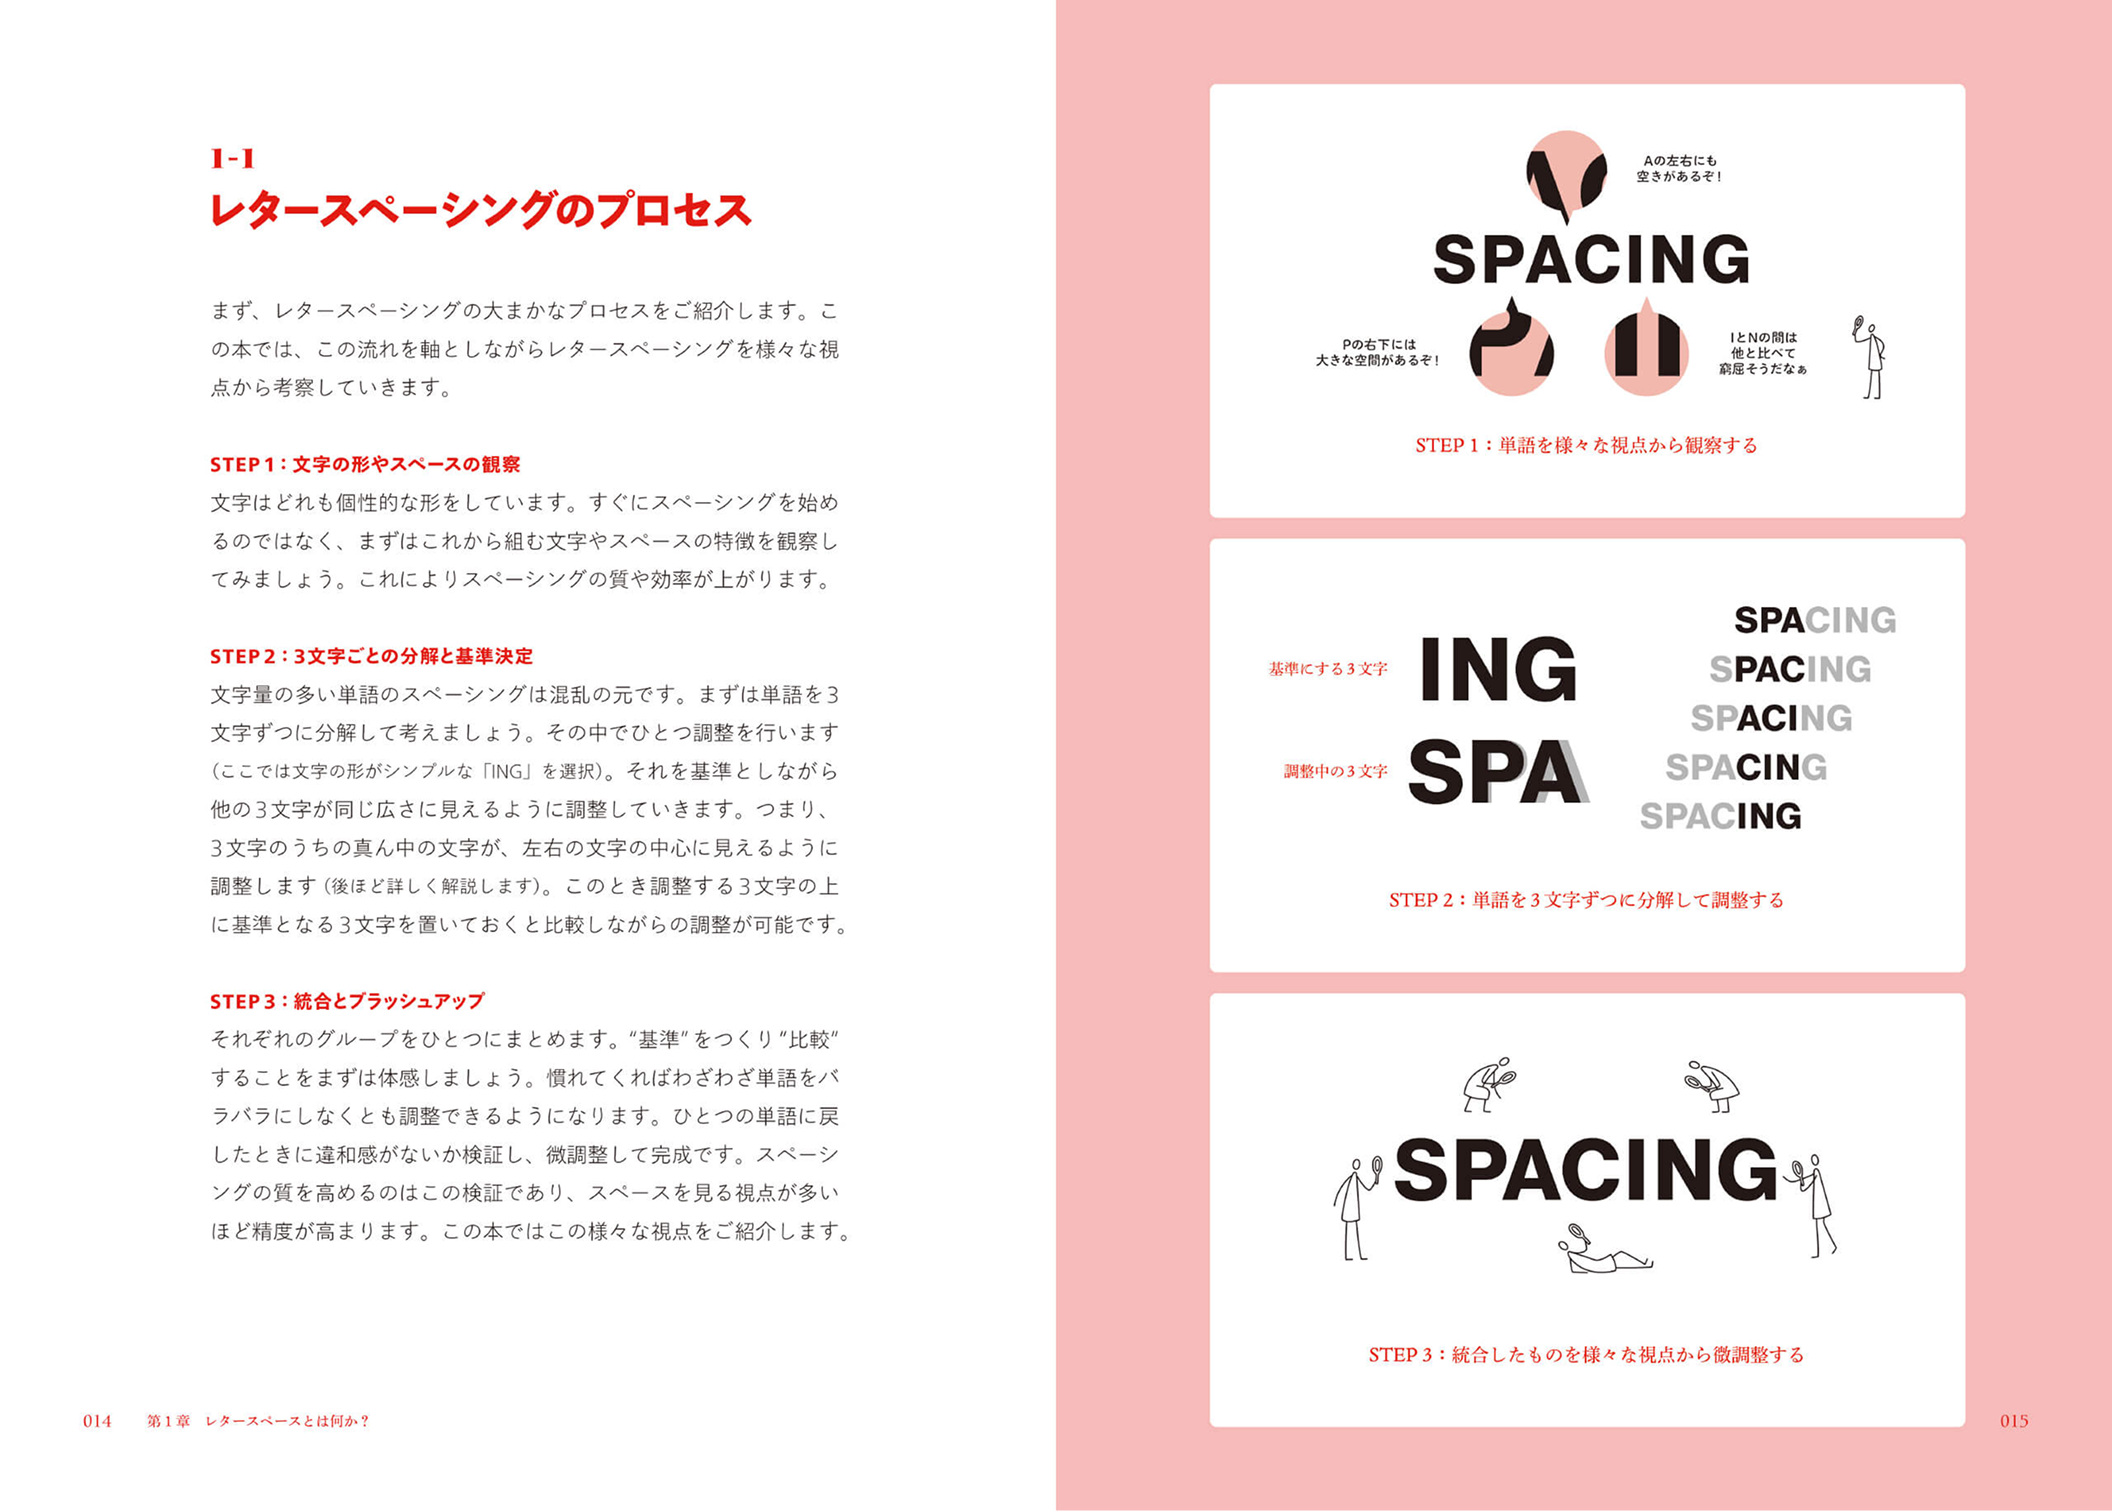 1-1
レタースペーシングのプロセス
まず、レタースペーシングの大まかなプロセスをご紹介します。こ
の本では、この流れを軸としながらレタースペーシングを様々な視
点から考察していきます。
STEP1：文字の形やスペースの観察
文字はどれも個性的な形をしています。すぐにスペーシングを始め
るのではなく、まずはこれから組む文字やスペースの特徴を観察し
てみましょう。これによりスペーシングの質や効率が上がります。
STEP2：3文字ごとの分解と基準決定
文字量の多い単語のスペーシングは混乱の元です。まずは単語を3
文字ずつに分解して考えましょう。その中でひとつ調整を行います
（ここでは文字の形がシンプルな「ING」を選択）。それを基準としながら
他の3文字が同じ広さに見えるように調整していきます。つまり、
3文字のうちの真ん中の文字が、左右の文字の中心に見えるように
調整します（後ほど詳しく解説します）。このとき調整する3文字の上
に基準となる3文字を置いておくと比較しながらの調整が可能です。
STEP3：統合とブラッシュアップ
それぞれのグループをひとつにまとめます。“基準”をつくり“比較”
することをまずは体感しましょう。慣れてくればわざわざ単語をバ
ラバラにしなくとも調整できるようになります。ひとつの単語に戻
したときに違和感がないか検証し、微調整して完成です。スペーシ
ングの質を高めるのはこの検証であり、スペースを見る視点が多い
ほど精度が高まります。この本ではこの様々な視点をご紹介します。
014 第1章 レタースペースとは何か？
Aの左右にも
空きがあるぞ！
SPACING
Pの右下には
大きな空間があるぞ！
IとNの間は
他と比べて
窮屈そうだなぁ
STEP 1：単語を様々な視点から観察する
基準にする3文字
ING
調整中の3文字
SPA
SPACING
SPACING
SPACING
SPACING
SPACING
STEP 2：単語を3文字ずつに分解して調整する
SPACING
STEP 3：統合したものを様々な視点から微調整する
015